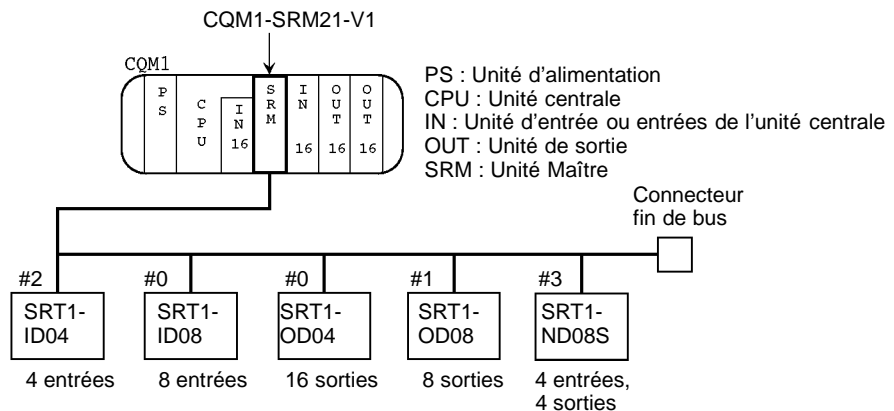 CQM1-SRM21-V1
CQM1
PS
CPU
IN
16
SRM
IN
16
OUT
16
OUT
16
PS : Unité d'alimentation
CPU : Unité centrale
IN : Unité d'entrée ou entrées de l'unité centrale
OUT : Unité de sortie
SRM : Unité Maître
Connecteur
fin de bus
#2
#0
#0
#1
#3
SRT1-
ID04
SRT1-
ID08
SRT1-
OD04
SRT1-
OD08
SRT1-
ND08S
4 entrées
8 entrées
16 sorties
8 sorties
4 entrées,
4 sorties